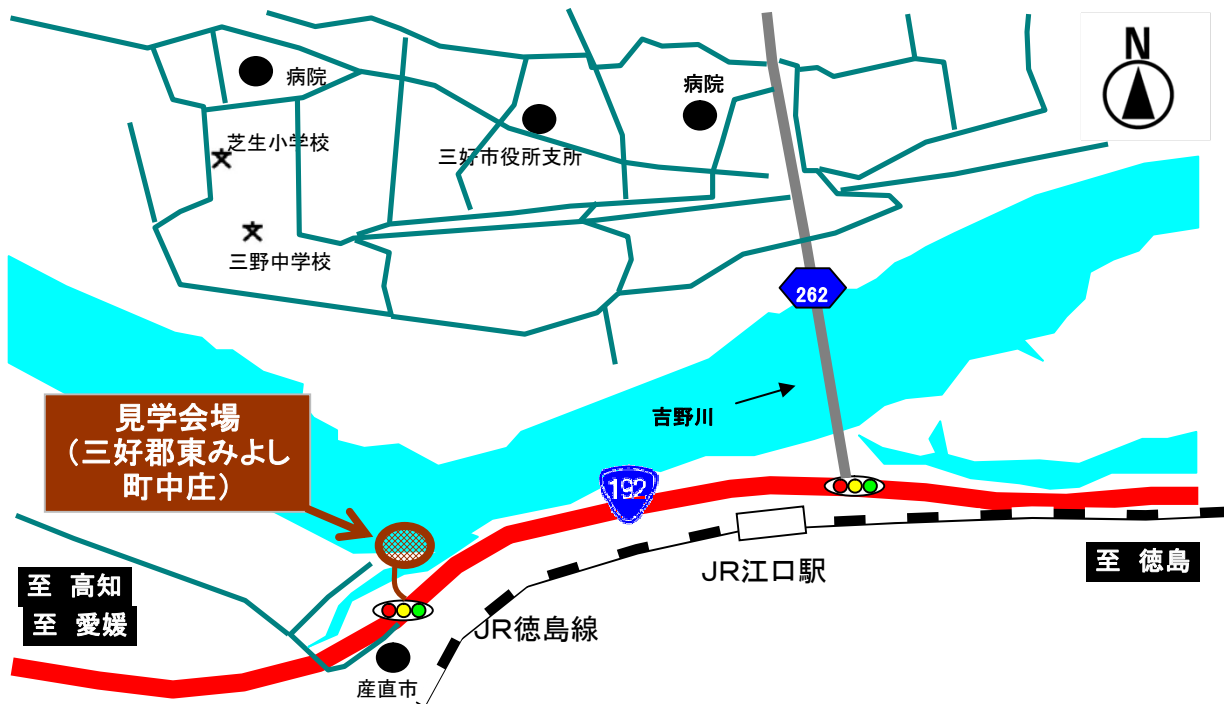 N
病院
病院
芝生小学校
三好市役所支所
三野中学校
262
見学会場
（三好郡東みよし
町中庄）
吉野川
192
至 徳島
JR江口駅
至 高知
至 愛媛
JR徳島線
産直市